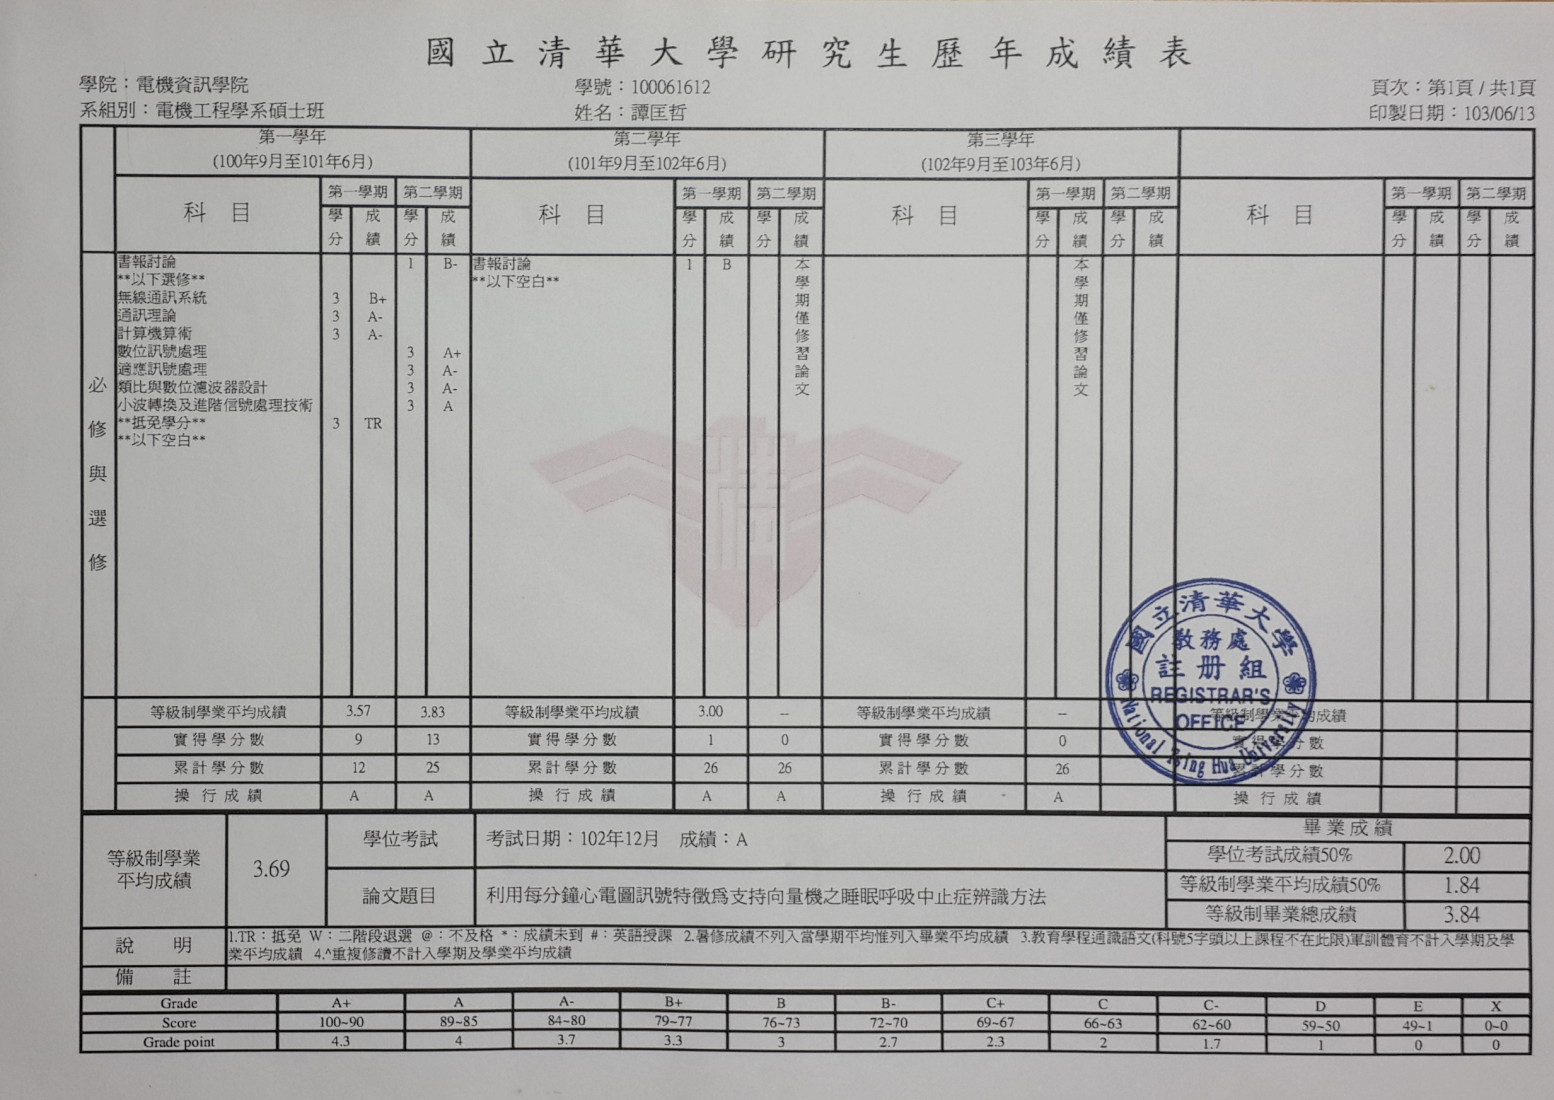 國立清華大學研究生歷年成績表
學院：電機資訊學院 學號：100061612 頁次：第1頁 / 共1頁
系組別：電機工程學系碩士班 姓名：譚匡哲 印製日期：103/06/13
第一學年 第二學年 第三學年
(100年9月至101年6月) (101年9月至102年6月) (102年9月至103年6月)
科 目 第一學期 第二學期 科 目 第一學期 第二學期 科 目 第一學期 第二學期 科 目 第一學期 第二學期
學分 成績 學分 成績 學分 成績 學分 成績 學分 成績 學分 成績 學分 成績 學分 成績
必修與選修
書報討論 1 B- 書報討論 1 B 本學期僅修習論文 本學期僅修習論文
**以下選修** **以下空白**
無線通訊系統 3 B+
通訊理論 3 A-
計算機算術 3 A-
數位訊號處理 3 A+
適應訊號處理 3 A-
類比與數位濾波器設計 3 A-
小波轉換及進階信號處理技術 3 A
**抵免學分** 3 TR
**以下空白**
國立清華大學
教務處
註册組
REGISTRAR'S
OFFICE
National Tsing Hua University
等級制學業平均成績 3.57 3.83 等級制學業平均成績 3.00 -- 等級制學業平均成績 -- 等級制學業平均成績
實得學分數 9 13 實得學分數 1 0 實得學分數 0 實得學分數
累計學分數 12 25 累計學分數 26 26 累計學分數 26 累計學分數
操行成績 A A 操行成績 A A 操行成績 A 操行成績
等級制學業平均成績 3.69 學位考試 考試日期：102年12月 成績：A 畢業成績
學位考試成績50% 2.00
論文題目 利用每分鐘心電圖訊號特徵為支持向量機之睡眠呼吸中止症辨識方法 等級制學業平均成績50% 1.84
等級制畢業總成績 3.84
說 明 1.TR：抵免 W：二階段退選 @：不及格 *：成績未到 #：英語授課 2.暑修成績不列入當學期平均惟列入畢業平均成績 3.教育學程通識語文(科號5字頭以上課程不在此限)軍訓體育不計入學期及學
業平均成績 4.^重複修讀不計入學期及學業平均成績
備 註
Grade A+ A A- B+ B B- C+ C C- D E X
Score 100~90 89~85 84~80 79~77 76~73 72~70 69~67 66~63 62~60 59~50 49~1 0~0
Grade point 4.3 4 3.7 3.3 3 2.7 2.3 2 1.7 1 0 0